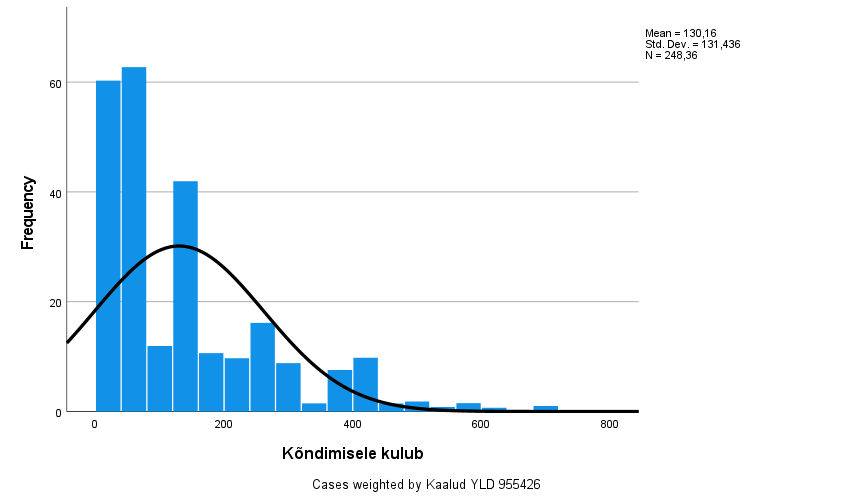 Mean = 130,16
Std. Dev. = 131,436
N = 248,36
Frequency
60
40
20
0
0 200 400 600 800
Kõndimisele kulub
Cases weighted by Kaalud YLD 955426